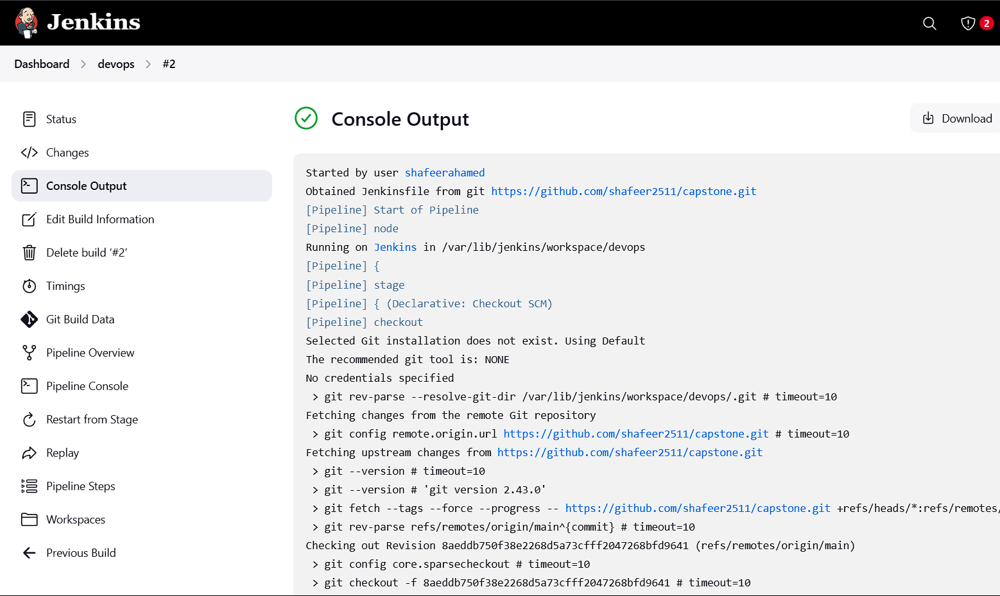 Jenkins
2
Dashboard > devops > #2
Status
Changes
Console Output
Edit Build Information
Delete build ‘#2’
Timings
Git Build Data
Pipeline Overview
Pipeline Console
Restart from Stage
Replay
Pipeline Steps
Workspaces
Previous Build
Console Output
Download
Started by user shafeerahamed
Obtained Jenkinsfile from git https://github.com/shafeer2511/capstone.git
[Pipeline] Start of Pipeline
[Pipeline] node
Running on Jenkins in /var/lib/jenkins/workspace/devops
[Pipeline] {
[Pipeline] stage
[Pipeline] { (Declarative: Checkout SCM)
[Pipeline] checkout
Selected Git installation does not exist. Using Default
The recommended git tool is: NONE
No credentials specified
> git rev-parse --resolve-git-dir /var/lib/jenkins/workspace/devops/.git # timeout=10
Fetching changes from the remote Git repository
> git config remote.origin.url https://github.com/shafeer2511/capstone.git # timeout=10
Fetching upstream changes from https://github.com/shafeer2511/capstone.git
> git --version # timeout=10
> git --version # 'git version 2.43.0'
> git fetch --tags --force --progress -- https://github.com/shafeer2511/capstone.git +refs/heads/*:refs/remotes/
> git rev-parse refs/remotes/origin/main^{commit} # timeout=10
Checking out Revision 8aeddb750f38e2268d5a73cfff2047268bfd9641 (refs/remotes/origin/main)
> git config core.sparsecheckout # timeout=10
> git checkout -f 8aeddb750f38e2268d5a73cfff2047268bfd9641 # timeout=10